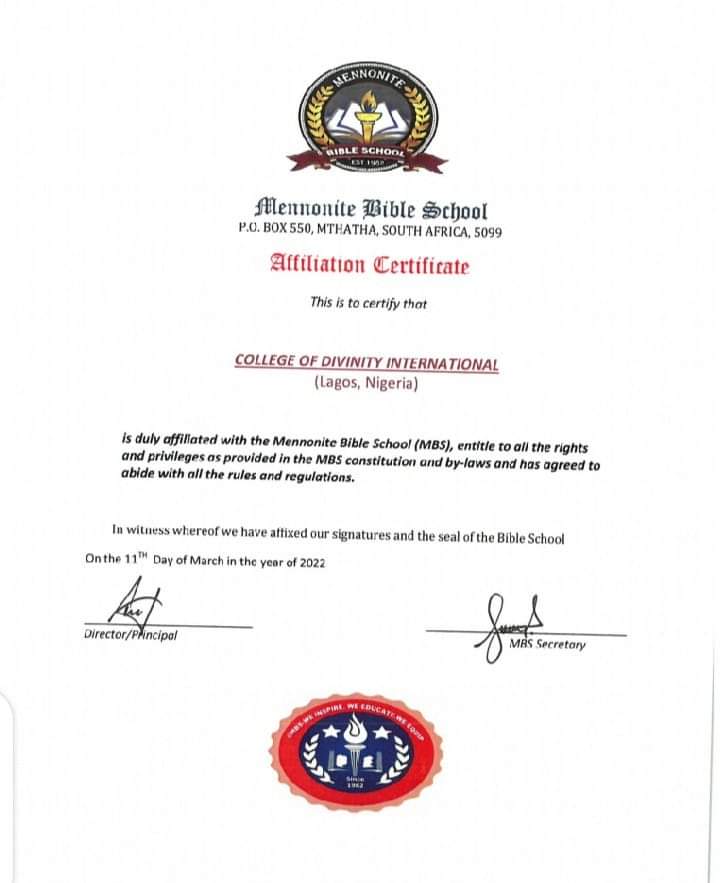 MENNONITE
BIBLE SCHOOL
Mennonite Bible School
P.O. BOX 550, MTHATHA, SOUTH AFRICA, 5099
Affiliation Certificate
This is to certify that
COLLEGE OF DIVINITY INTERNATIONAL
(Lagos, Nigeria)
is duly affiliated with the Mennonite Bible School (MBS), entitle to all the rights
and privileges as provided in the MBS constitution and by-laws and has agreed to
abide with all the rules and regulations.
In witness whereof we have affixed our signatures and the seal of the Bible School
On the 11TH Day of March in the year of 2022
Director/Principal
MBS Secretary
WE INSPIRE, WE EDUCATE, WE EQUIP
Since
1962